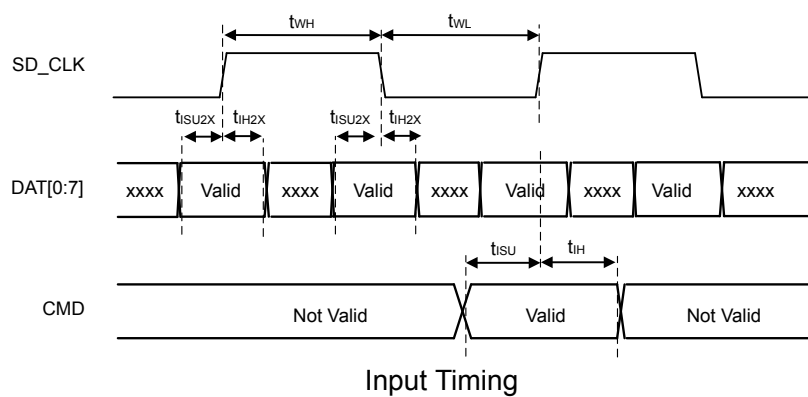 tWH tWL
SD_CLK
tISU2X tIH2X tISU2X tIH2X
DAT[0:7] xxxx Valid xxxx Valid xxxx Valid xxxx Valid xxxx
tISU tIH
CMD Not Valid Valid Not Valid
Input Timing